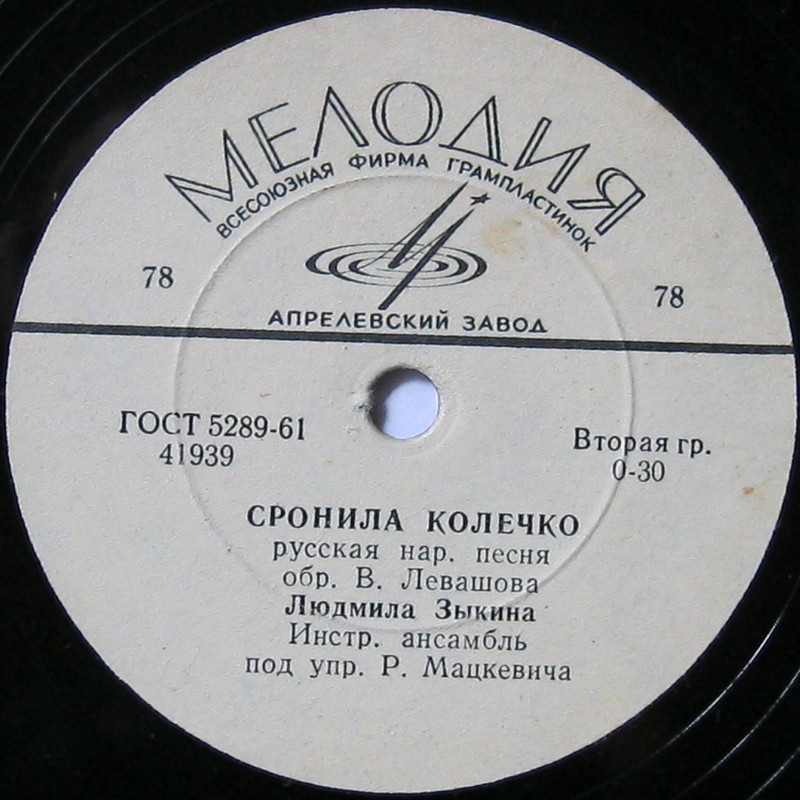 МЕЛОДИЯ
ВСЕСОЮЗНАЯ ФИРМА ГРАМПЛАСТИНОК
78
78
АПРЕЛЕВСКИЙ ЗАВОД
ГОСТ 5289-61
41939
Вторая гр.
0-30
СРОНИЛА КОЛЕЧКО
русская нар. песня
обр. В. Левашова
Людмила Зыкина
Инстр. ансамбль
под упр. Р. Мацкевича